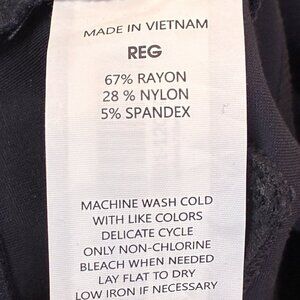 MADE IN VIETNAM
REG
67% RAYON
28 % NYLON
5% SPANDEX
MACHINE WASH COLD
WITH LIKE COLORS
DELICATE CYCLE
ONLY NON-CHLORINE
BLEACH WHEN NEEDED
LAY FLAT TO DRY
LOW IRON IF NECESSARY